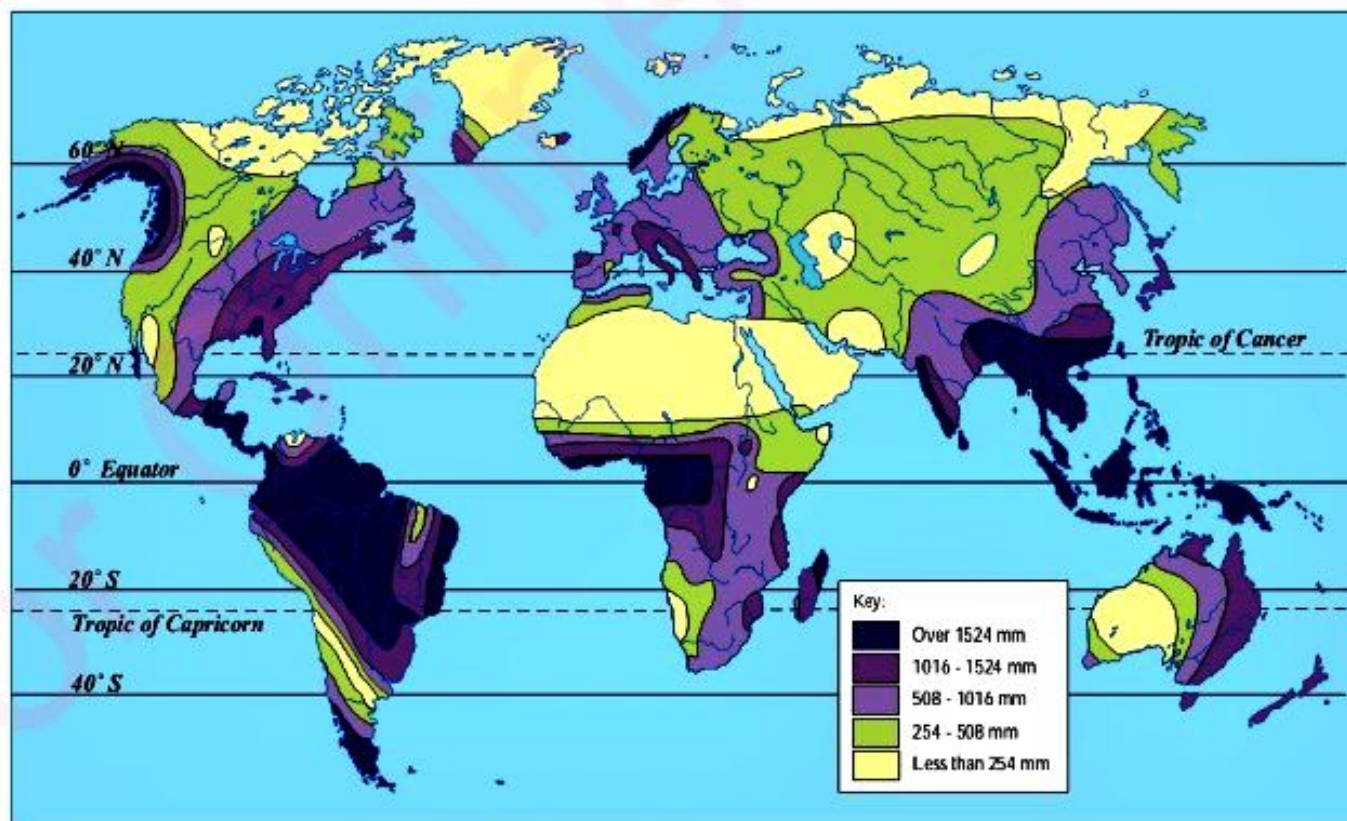 60° N
40° N
Tropic of Cancer
20° N
0° Equator
20° S
Tropic of Capricorn
40° S
Key:
Over 1524 mm
1016 - 1524 mm
508 - 1016 mm
254 - 508 mm
Less than 254 mm